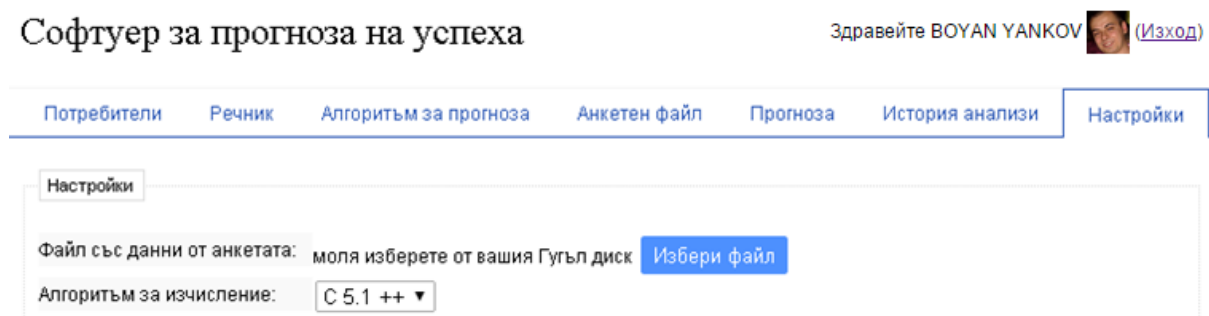 Софтуер за прогноза на успеха
Здравейте BOYAN YANKOV (Изход)
Потребители Речник Алгоритъм за прогноза Анкетен файл Прогноза История анализи Настройки
Настройки
Файл със данни от анкетата: моля изберете от вашия Гугъл диск Избери файл
Алгоритъм за изчисление: C 5.1 ++ ▼